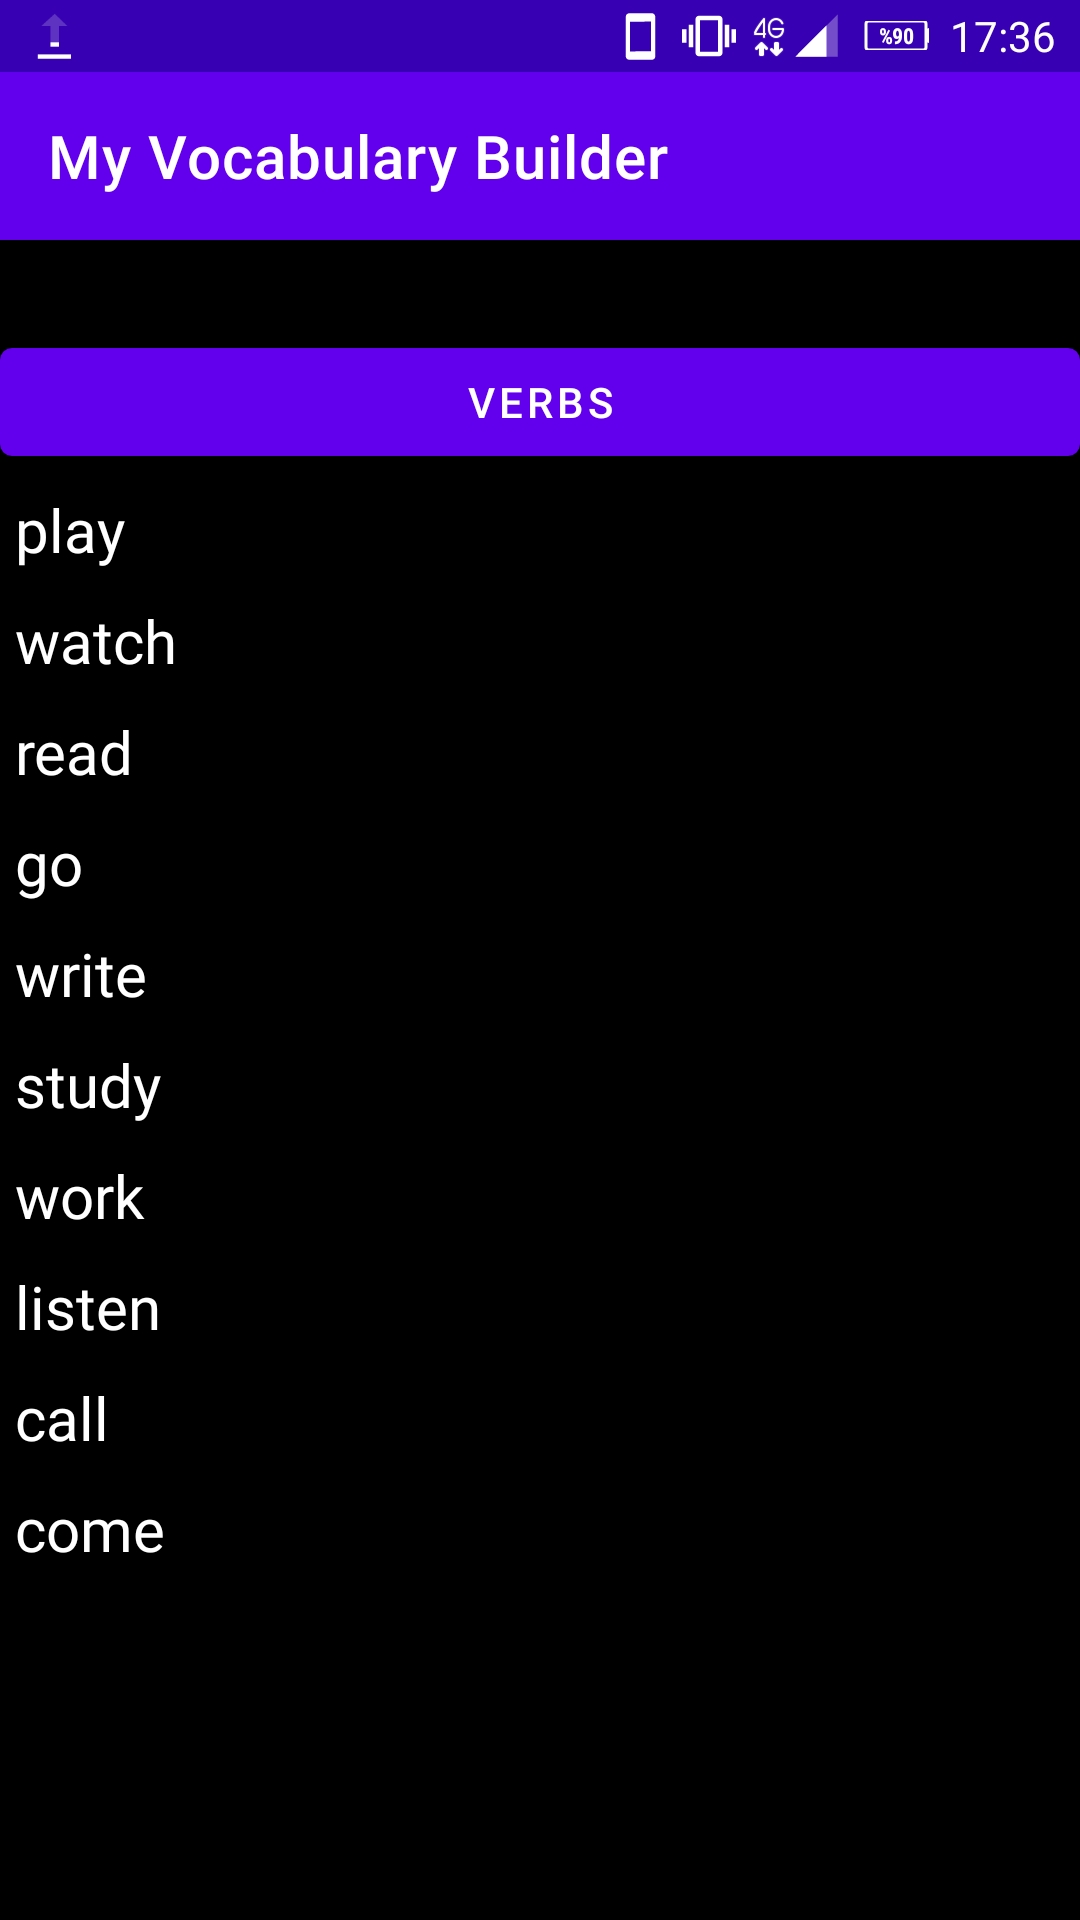 4G %90 17:36
My Vocabulary Builder
VERBS
play
watch
read
go
write
study
work
listen
call
come